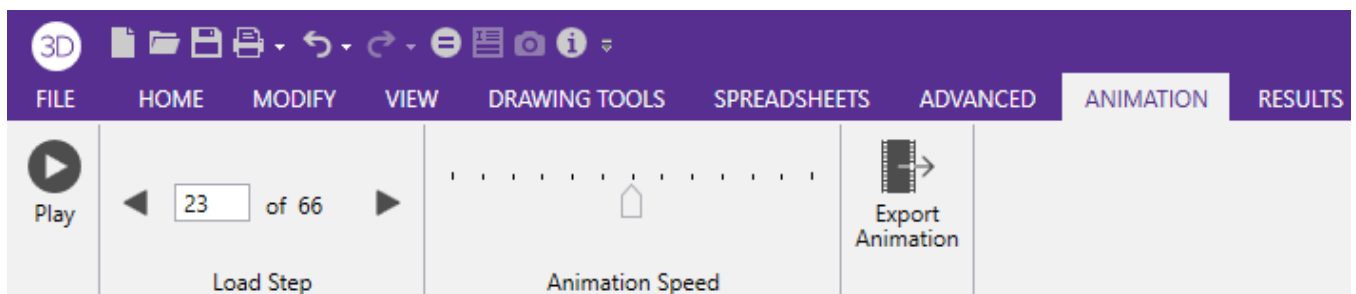 3D
FILE HOME MODIFY VIEW DRAWING TOOLS SPREADSHEETS ADVANCED ANIMATION RESULTS
Play
23 of 66
Export
Animation
Load Step
Animation Speed